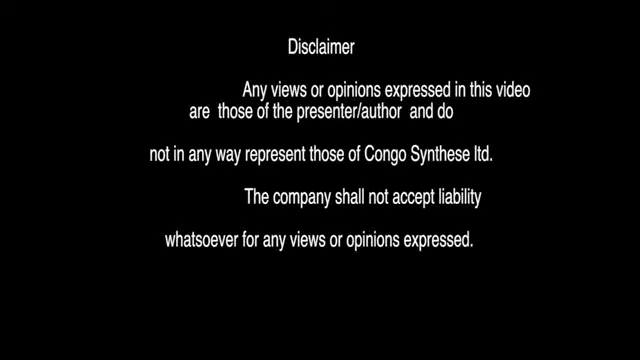 Disclaimer
Any views or opinions expressed in this video
are those of the presenter/author and do
not in any way represent those of Congo Synthese ltd.
The company shall not accept liability
whatsoever for any views or opinions expressed.